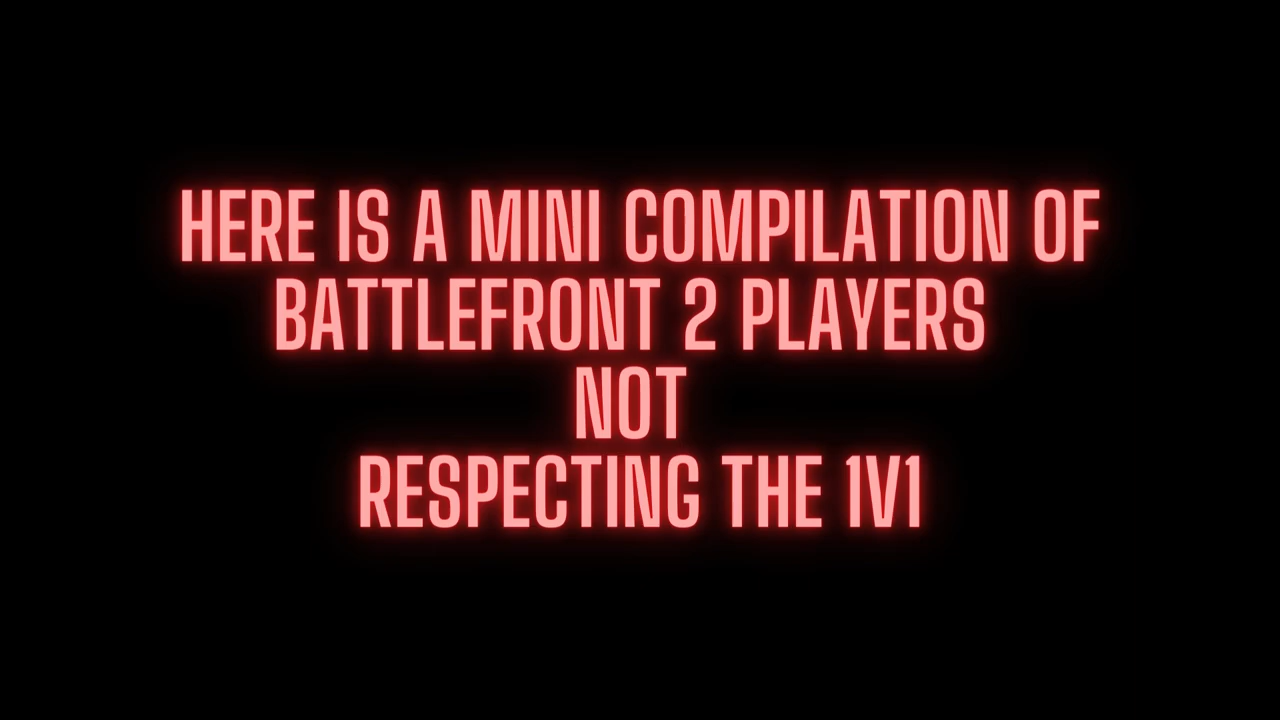 HERE IS A MINI COMPILATION OF
BATTLEFRONT 2 PLAYERS
NOT
RESPECTING THE 1V1